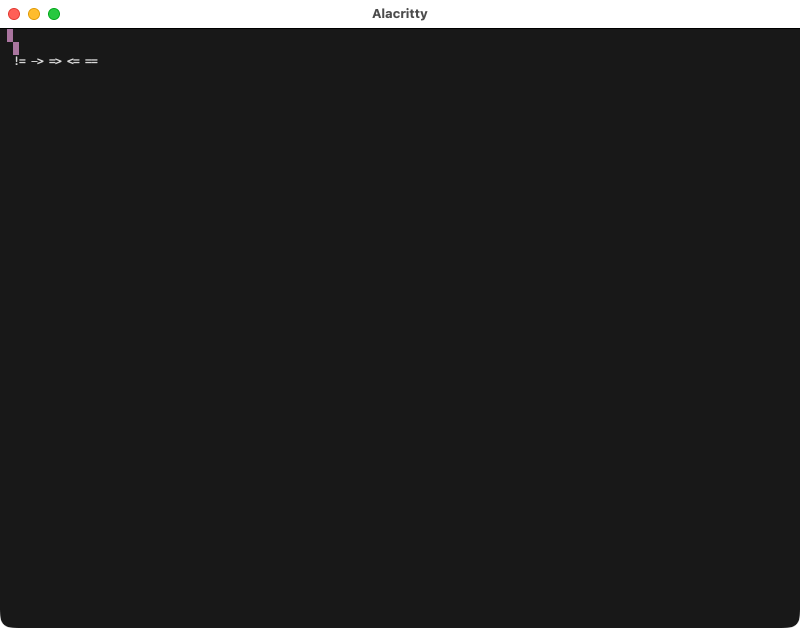 Alacritty
!= -> => <= ==